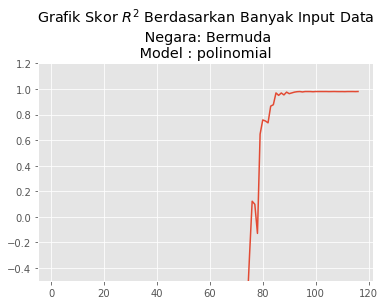 Grafik Skor R² Berdasarkan Banyak Input Data
Negara: Bermuda
Model : polinomial
1.2
1.0
0.8
0.6
0.4
0.2
0.0
−0.2
−0.4
0 20 40 60 80 100 120